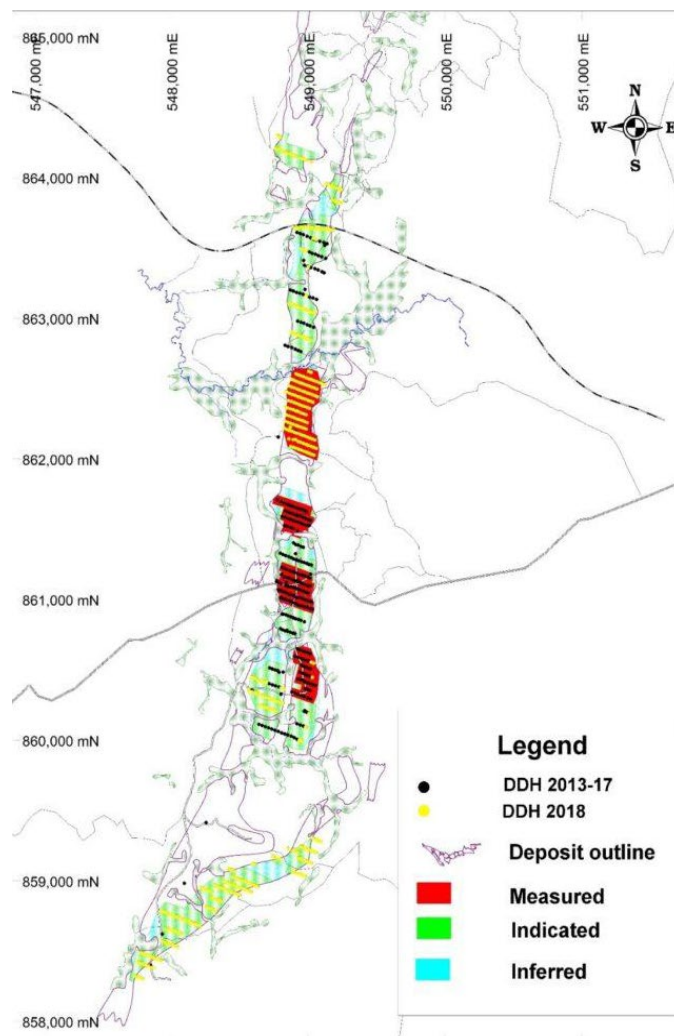 865,000 mN
547,000 mE
548,000 mE
549,000 mE
550,000 mE
551,000 mE
N
W E
S
864,000 mN
863,000 mN
862,000 mN
861,000 mN
860,000 mN
859,000 mN
858,000 mN
Legend
DDH 2013-17
DDH 2018
Deposit outline
Measured
Indicated
Inferred